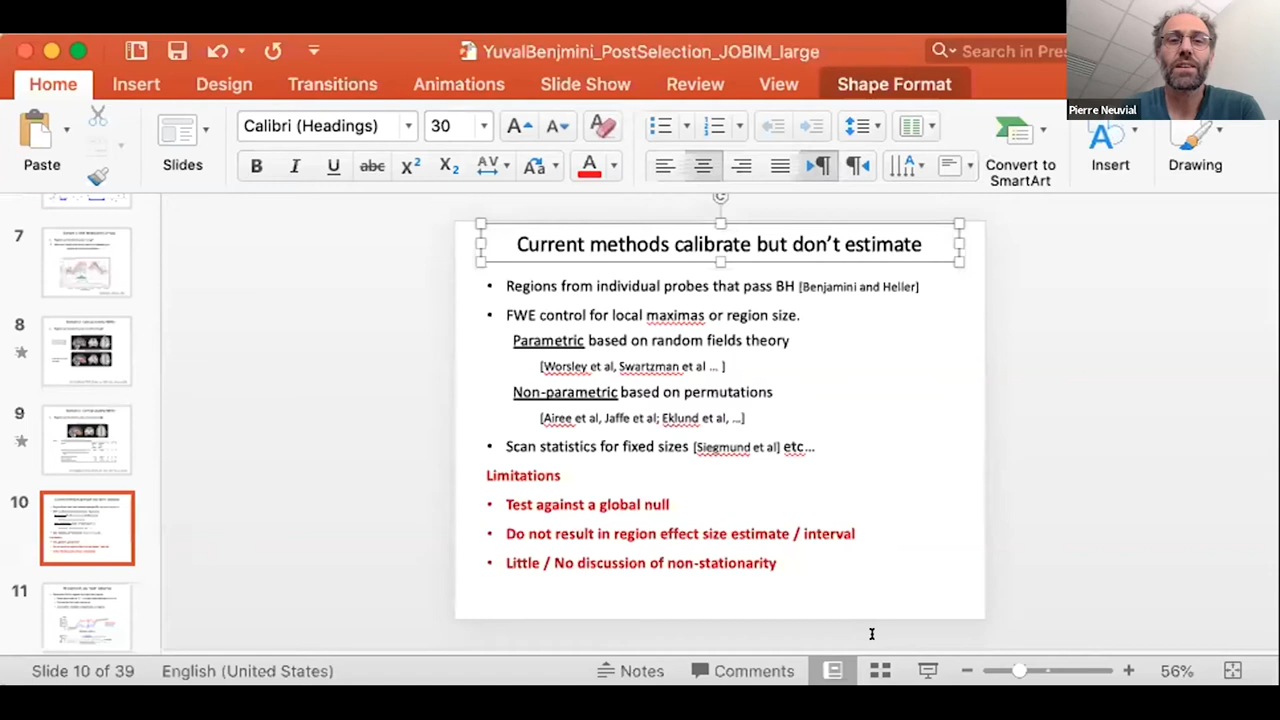 YuvalBenjmini_PostSelection_JOBIM_large
Search in Pres
Pierre Neuvial
Home Insert Design Transitions Animations Slide Show Review View Shape Format
Calibri (Headings) 30
Paste Slides Convert to SmartArt Insert Drawing
7
8
9
10
11
Current methods calibrate but don't estimate
• Regions from individual probes that pass BH [Benjamini and Heller]
• FWE control for local maximas or region size.
Parametric based on random fields theory
[Worsley et al, Swartzman et al ... ]
Non-parametric based on permutations
[Airee et al, Jaffe et al; Eklund et al, ...]
• Scan statistics for fixed sizes [Siegmund et al] etc...
Limitations
• Test against a global null
• Do not result in region effect size estimate / interval
• Little / No discussion of non-stationarity
Slide 10 of 39 English (United States) Notes Comments 56%